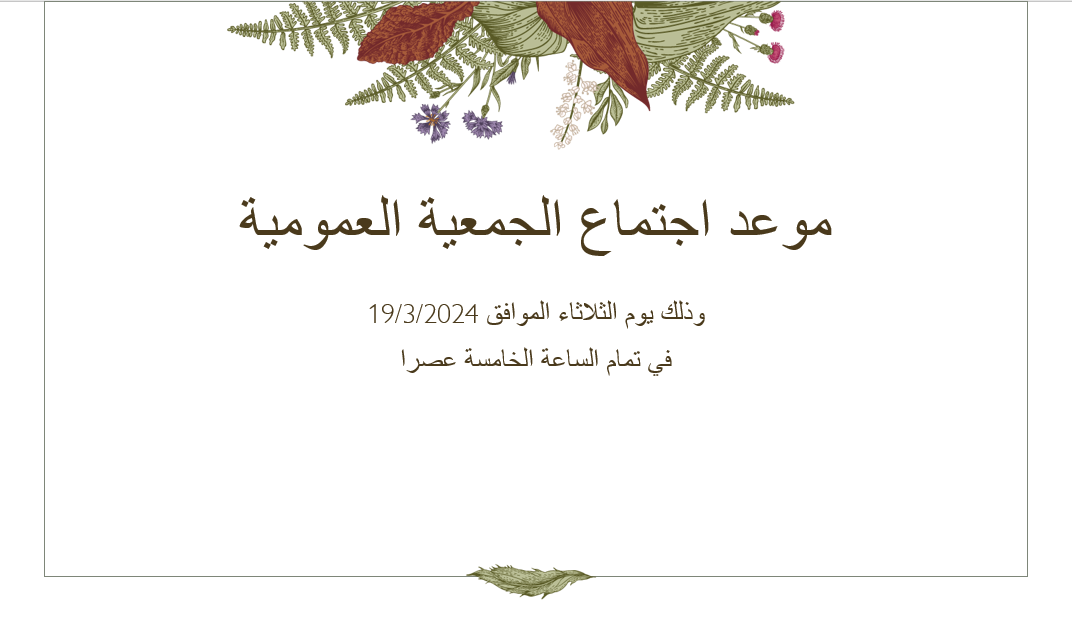 موعد اجتماع الجمعية العمومية
وذلك يوم الثلاثاء الموافق 19/3/2024
في تمام الساعة الخامسة عصرا